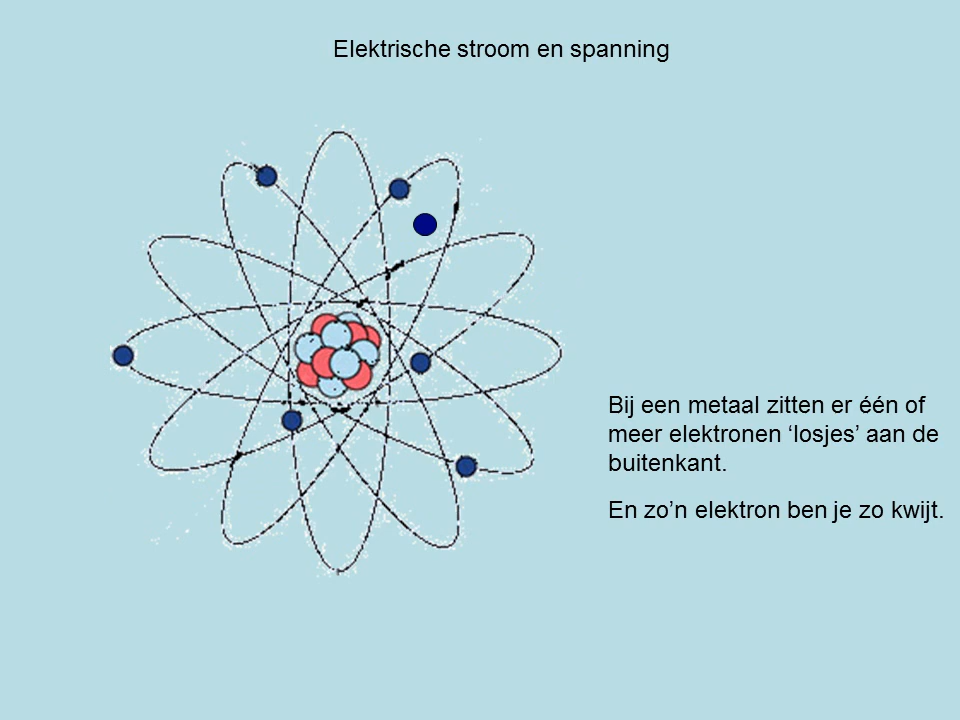 Elektrische stroom en spanning
Bij een metaal zitten er één of
meer elektronen ‘losjes’ aan de
buitenkant.
En zo’n elektron ben je zo kwijt.